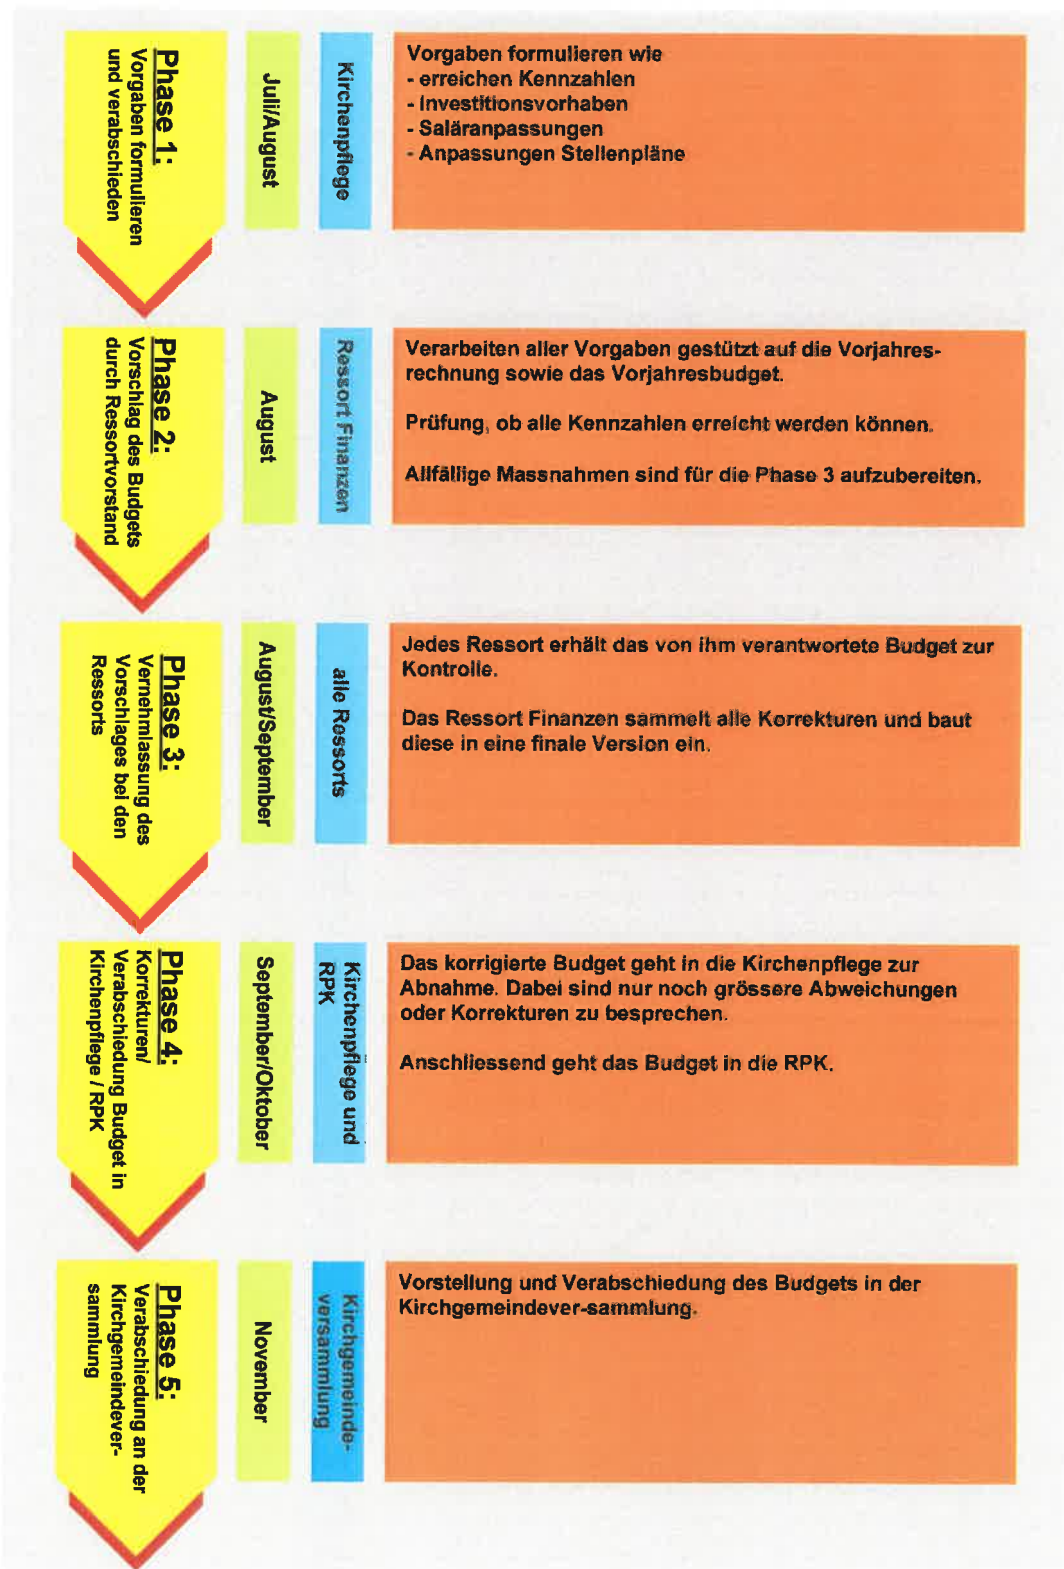 Phase 1:
Vorgaben formulieren
und verabschieden
Juli/August
Kirchenpflege
Vorgaben formulieren wie
- erreichen Kennzahlen
- Investitionsvorhaben
- Saläranpassungen
- Anpassungen Stellenpläne
Phase 2:
Vorschlag des Budgets
durch Ressortvorstand
August
Ressort Finanzen
Verarbeiten aller Vorgaben gestützt auf die Vorjahres-
rechnung sowie das Vorjahresbudget.
Prüfung, ob alle Kennzahlen erreicht werden können.
Allfällige Massnahmen sind für die Phase 3 aufzubereiten.
Phase 3:
Vernehmlassung des
Vorschlages bei den
Ressorts
August/September
alle Ressorts
Jedes Ressort erhält das von ihm verantwortete Budget zur
Kontrolle.
Das Ressort Finanzen sammelt alle Korrekturen und baut
diese in eine finale Version ein.
Phase 4:
Korrekturen/
Verabschiedung Budget in
Kirchenpflege / RPK
September/Oktober
Kirchenpflege und
RPK
Das korrigierte Budget geht in die Kirchenpflege zur
Abnahme. Dabei sind nur noch grössere Abweichungen
oder Korrekturen zu besprechen.
Anschliessend geht das Budget in die RPK.
Phase 5:
Verabschiedung an der
Kirchgemeindever-
sammlung
November
Kirchgemeinde-
versammlung
Vorstellung und Verabschiedung des Budgets in der
Kirchgemeindever-sammlung.